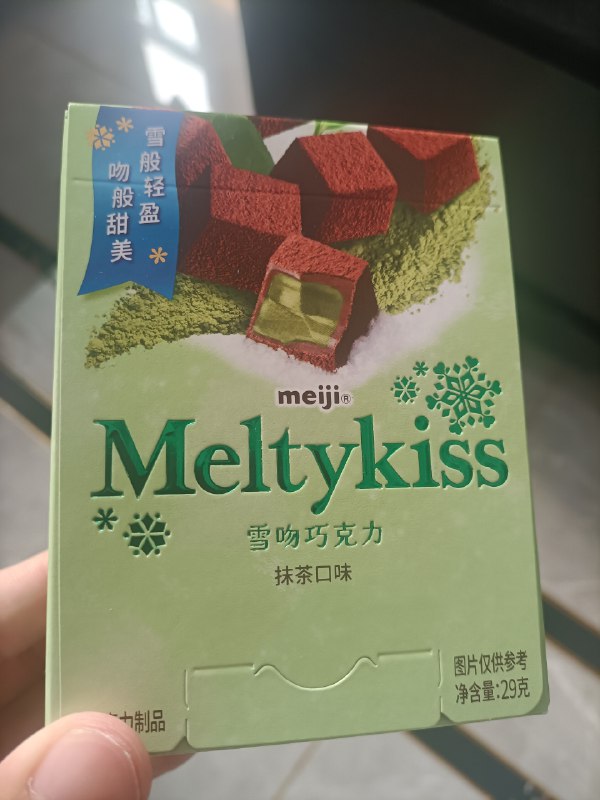 雪般轻盈
吻般甜美
meiji®
Meltykiss
雪吻巧克力
抹茶口味
图片仅供参考
净含量:29克
力制品